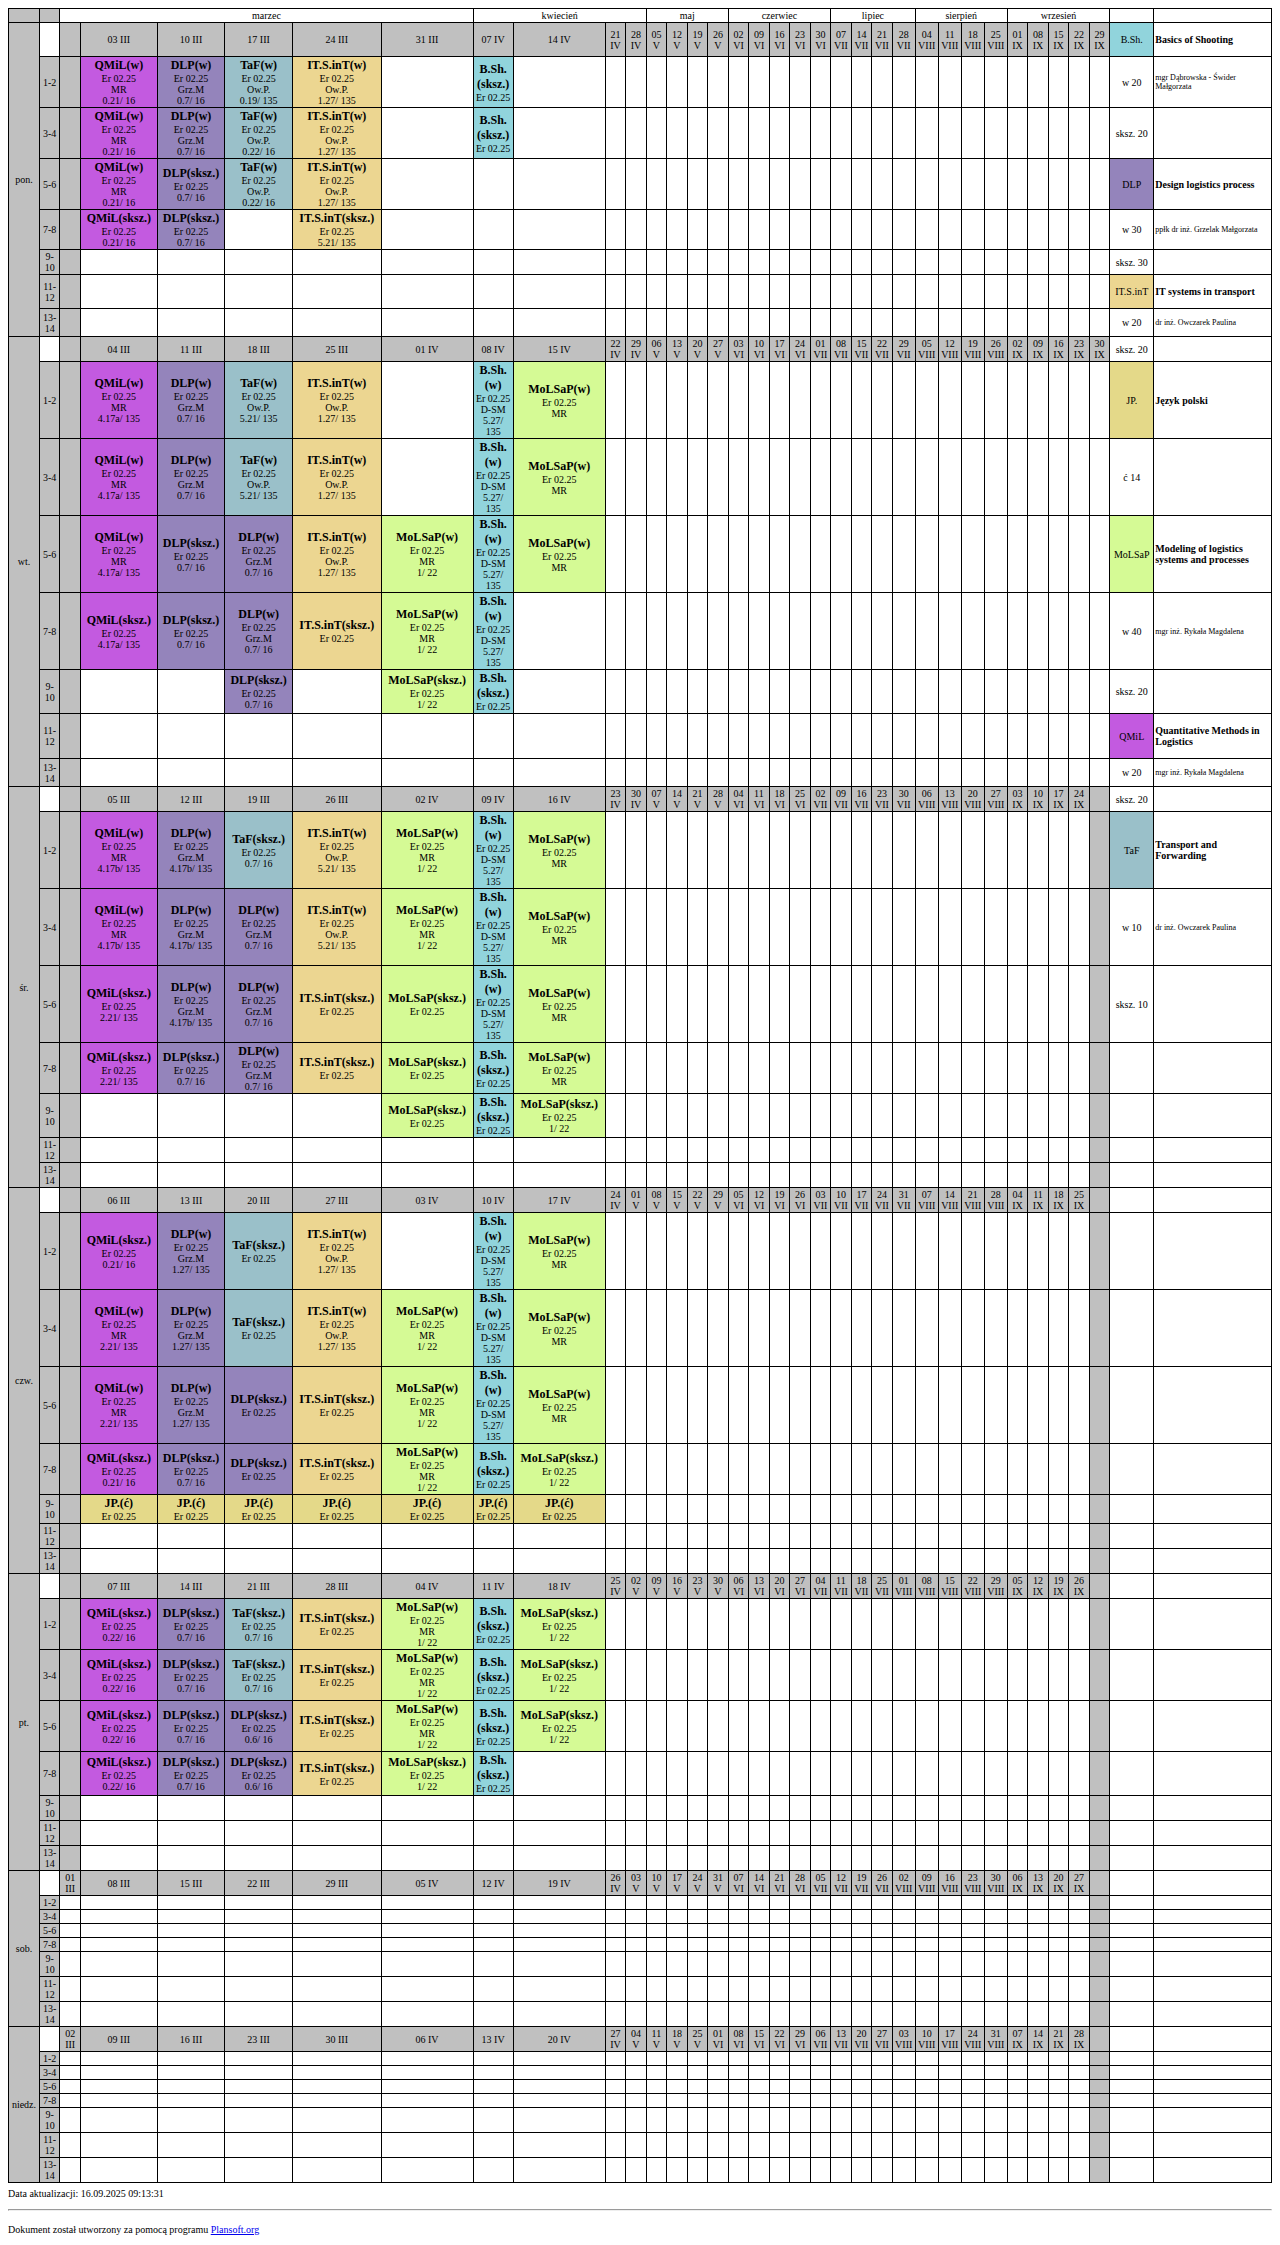 marzec kwiecień maj czerwiec lipiec sierpień wrzesień
pon. 03 III 10 III 17 III 24 III 31 III 07 IV 14 IV 21 IV 28 IV 05 V 12 V 19 V 26 V 02 VI 09 VI 16 VI 23 VI 30 VI 07 VII 14 VII 21 VII 28 VII 04 VIII 11 VIII 18 VIII 25 VIII 01 IX 08 IX 15 IX 22 IX 29 IX B.Sh. Basics of Shooting
1-2 QMiL(w) Er 02.25 MR 0.21/ 16 DLP(w) Er 02.25 Grz.M 0.7/ 16 TaF(w) Er 02.25 Ow.P. 0.19/ 135 IT.S.inT(w) Er 02.25 Ow.P. 1.27/ 135 B.Sh.(sksz.) Er 02.25 w 20 mgr Dąbrowska - Świder Małgorzata
3-4 QMiL(w) Er 02.25 MR 0.21/ 16 DLP(w) Er 02.25 Grz.M 0.7/ 16 TaF(w) Er 02.25 Ow.P. 0.22/ 16 IT.S.inT(w) Er 02.25 Ow.P. 1.27/ 135 B.Sh.(sksz.) Er 02.25 sksz. 20
5-6 QMiL(w) Er 02.25 MR 0.21/ 16 DLP(sksz.) Er 02.25 0.7/ 16 TaF(w) Er 02.25 Ow.P. 0.22/ 16 IT.S.inT(w) Er 02.25 Ow.P. 1.27/ 135 DLP Design logistics process
7-8 QMiL(sksz.) Er 02.25 0.21/ 16 DLP(sksz.) Er 02.25 0.7/ 16 IT.S.inT(sksz.) Er 02.25 5.21/ 135 w 30 ppłk dr inż. Grzelak Małgorzata
9-10 sksz. 30
11-12 IT.S.inT IT systems in transport
13-14 w 20 dr inż. Owczarek Paulina
wt. 04 III 11 III 18 III 25 III 01 IV 08 IV 15 IV 22 IV 29 IV 06 V 13 V 20 V 27 V 03 VI 10 VI 17 VI 24 VI 01 VII 08 VII 15 VII 22 VII 29 VII 05 VIII 12 VIII 19 VIII 26 VIII 02 IX 09 IX 16 IX 23 IX 30 IX sksz. 20
1-2 QMiL(w) Er 02.25 MR 4.17a/ 135 DLP(w) Er 02.25 Grz.M 0.7/ 16 TaF(w) Er 02.25 Ow.P. 5.21/ 135 IT.S.inT(w) Er 02.25 Ow.P. 1.27/ 135 B.Sh.(w) Er 02.25 D-SM 5.27/ 135 MoLSaP(w) Er 02.25 MR JP. Język polski
3-4 QMiL(w) Er 02.25 MR 4.17a/ 135 DLP(w) Er 02.25 Grz.M 0.7/ 16 TaF(w) Er 02.25 Ow.P. 5.21/ 135 IT.S.inT(w) Er 02.25 Ow.P. 1.27/ 135 B.Sh.(w) Er 02.25 D-SM 5.27/ 135 MoLSaP(w) Er 02.25 MR ć 14
5-6 QMiL(w) Er 02.25 MR 4.17a/ 135 DLP(sksz.) Er 02.25 0.7/ 16 DLP(w) Er 02.25 Grz.M 0.7/ 16 IT.S.inT(w) Er 02.25 Ow.P. 1.27/ 135 MoLSaP(w) Er 02.25 MR 1/ 22 B.Sh.(w) Er 02.25 D-SM 5.27/ 135 MoLSaP(w) Er 02.25 MR MoLSaP Modeling of logistics systems and processes
7-8 QMiL(sksz.) Er 02.25 4.17a/ 135 DLP(sksz.) Er 02.25 0.7/ 16 DLP(w) Er 02.25 Grz.M 0.7/ 16 IT.S.inT(sksz.) Er 02.25 MoLSaP(w) Er 02.25 MR 1/ 22 B.Sh.(w) Er 02.25 D-SM 5.27/ 135 w 40 mgr inż. Rykała Magdalena
9-10 DLP(sksz.) Er 02.25 0.7/ 16 MoLSaP(sksz.) Er 02.25 1/ 22 B.Sh.(sksz.) Er 02.25 sksz. 20
11-12 QMiL Quantitative Methods in Logistics
13-14 w 20 mgr inż. Rykała Magdalena
śr. 05 III 12 III 19 III 26 III 02 IV 09 IV 16 IV 23 IV 30 IV 07 V 14 V 21 V 28 V 04 VI 11 VI 18 VI 25 VI 02 VII 09 VII 16 VII 23 VII 30 VII 06 VIII 13 VIII 20 VIII 27 VIII 03 IX 10 IX 17 IX 24 IX sksz. 20
1-2 QMiL(w) Er 02.25 MR 4.17b/ 135 DLP(w) Er 02.25 Grz.M 4.17b/ 135 TaF(sksz.) Er 02.25 0.7/ 16 IT.S.inT(w) Er 02.25 Ow.P. 5.21/ 135 MoLSaP(w) Er 02.25 MR 1/ 22 B.Sh.(w) Er 02.25 D-SM 5.27/ 135 MoLSaP(w) Er 02.25 MR TaF Transport and Forwarding
3-4 QMiL(w) Er 02.25 MR 4.17b/ 135 DLP(w) Er 02.25 Grz.M 4.17b/ 135 DLP(w) Er 02.25 Grz.M 0.7/ 16 IT.S.inT(w) Er 02.25 Ow.P. 5.21/ 135 MoLSaP(w) Er 02.25 MR 1/ 22 B.Sh.(w) Er 02.25 D-SM 5.27/ 135 MoLSaP(w) Er 02.25 MR w 10 dr inż. Owczarek Paulina
5-6 QMiL(sksz.) Er 02.25 2.21/ 135 DLP(w) Er 02.25 Grz.M 4.17b/ 135 DLP(w) Er 02.25 Grz.M 0.7/ 16 IT.S.inT(sksz.) Er 02.25 MoLSaP(sksz.) Er 02.25 B.Sh.(w) Er 02.25 D-SM 5.27/ 135 MoLSaP(w) Er 02.25 MR sksz. 10
7-8 QMiL(sksz.) Er 02.25 2.21/ 135 DLP(sksz.) Er 02.25 0.7/ 16 DLP(w) Er 02.25 Grz.M 0.7/ 16 IT.S.inT(sksz.) Er 02.25 MoLSaP(sksz.) Er 02.25 B.Sh.(sksz.) Er 02.25 MoLSaP(w) Er 02.25 MR
9-10 MoLSaP(sksz.) Er 02.25 B.Sh.(sksz.) Er 02.25 MoLSaP(sksz.) Er 02.25 1/ 22
11-12
13-14
czw. 06 III 13 III 20 III 27 III 03 IV 10 IV 17 IV 24 IV 01 V 08 V 15 V 22 V 29 V 05 VI 12 VI 19 VI 26 VI 03 VII 10 VII 17 VII 24 VII 31 VII 07 VIII 14 VIII 21 VIII 28 VIII 04 IX 11 IX 18 IX 25 IX
1-2 QMiL(sksz.) Er 02.25 0.21/ 16 DLP(w) Er 02.25 Grz.M 1.27/ 135 TaF(sksz.) Er 02.25 IT.S.inT(w) Er 02.25 Ow.P. 1.27/ 135 B.Sh.(w) Er 02.25 D-SM 5.27/ 135 MoLSaP(w) Er 02.25 MR
3-4 QMiL(w) Er 02.25 MR 2.21/ 135 DLP(w) Er 02.25 Grz.M 1.27/ 135 TaF(sksz.) Er 02.25 IT.S.inT(w) Er 02.25 Ow.P. 1.27/ 135 MoLSaP(w) Er 02.25 MR 1/ 22 B.Sh.(w) Er 02.25 D-SM 5.27/ 135 MoLSaP(w) Er 02.25 MR
5-6 QMiL(w) Er 02.25 MR 2.21/ 135 DLP(w) Er 02.25 Grz.M 1.27/ 135 DLP(sksz.) Er 02.25 IT.S.inT(sksz.) Er 02.25 MoLSaP(w) Er 02.25 MR 1/ 22 B.Sh.(w) Er 02.25 D-SM 5.27/ 135 MoLSaP(w) Er 02.25 MR
7-8 QMiL(sksz.) Er 02.25 0.21/ 16 DLP(sksz.) Er 02.25 0.7/ 16 DLP(sksz.) Er 02.25 IT.S.inT(sksz.) Er 02.25 MoLSaP(w) Er 02.25 MR 1/ 22 B.Sh.(sksz.) Er 02.25 MoLSaP(sksz.) Er 02.25 1/ 22
9-10 JP.(ć) Er 02.25 JP.(ć) Er 02.25 JP.(ć) Er 02.25 JP.(ć) Er 02.25 JP.(ć) Er 02.25 JP.(ć) Er 02.25 JP.(ć) Er 02.25
11-12
13-14
pt. 07 III 14 III 21 III 28 III 04 IV 11 IV 18 IV 25 IV 02 V 09 V 16 V 23 V 30 V 06 VI 13 VI 20 VI 27 VI 04 VII 11 VII 18 VII 25 VII 01 VIII 08 VIII 15 VIII 22 VIII 29 VIII 05 IX 12 IX 19 IX 26 IX
1-2 QMiL(sksz.) Er 02.25 0.22/ 16 DLP(sksz.) Er 02.25 0.7/ 16 TaF(sksz.) Er 02.25 0.7/ 16 IT.S.inT(sksz.) Er 02.25 MoLSaP(w) Er 02.25 MR 1/ 22 B.Sh.(sksz.) Er 02.25 MoLSaP(sksz.) Er 02.25 1/ 22
3-4 QMiL(sksz.) Er 02.25 0.22/ 16 DLP(sksz.) Er 02.25 0.7/ 16 TaF(sksz.) Er 02.25 0.7/ 16 IT.S.inT(sksz.) Er 02.25 MoLSaP(w) Er 02.25 MR 1/ 22 B.Sh.(sksz.) Er 02.25 MoLSaP(sksz.) Er 02.25 1/ 22
5-6 QMiL(sksz.) Er 02.25 0.22/ 16 DLP(sksz.) Er 02.25 0.7/ 16 DLP(sksz.) Er 02.25 0.6/ 16 IT.S.inT(sksz.) Er 02.25 MoLSaP(w) Er 02.25 MR 1/ 22 B.Sh.(sksz.) Er 02.25 MoLSaP(sksz.) Er 02.25 1/ 22
7-8 QMiL(sksz.) Er 02.25 0.22/ 16 DLP(sksz.) Er 02.25 0.7/ 16 DLP(sksz.) Er 02.25 0.6/ 16 IT.S.inT(sksz.) Er 02.25 MoLSaP(sksz.) Er 02.25 1/ 22 B.Sh.(sksz.) Er 02.25
9-10
11-12
13-14
sob. 01 III 08 III 15 III 22 III 29 III 05 IV 12 IV 19 IV 26 IV 03 V 10 V 17 V 24 V 31 V 07 VI 14 VI 21 VI 28 VI 05 VII 12 VII 19 VII 26 VII 02 VIII 09 VIII 16 VIII 23 VIII 30 VIII 06 IX 13 IX 20 IX 27 IX
1-2
3-4
5-6
7-8
9-10
11-12
13-14
niedz. 02 III 09 III 16 III 23 III 30 III 06 IV 13 IV 20 IV 27 IV 04 V 11 V 18 V 25 V 01 VI 08 VI 15 VI 22 VI 29 VI 06 VII 13 VII 20 VII 27 VII 03 VIII 10 VIII 17 VIII 24 VIII 31 VIII 07 IX 14 IX 21 IX 28 IX
1-2
3-4
5-6
7-8
9-10
11-12
13-14
Data aktualizacji: 16.09.2025 09:13:31
Dokument został utworzony za pomocą programu Plansoft.org